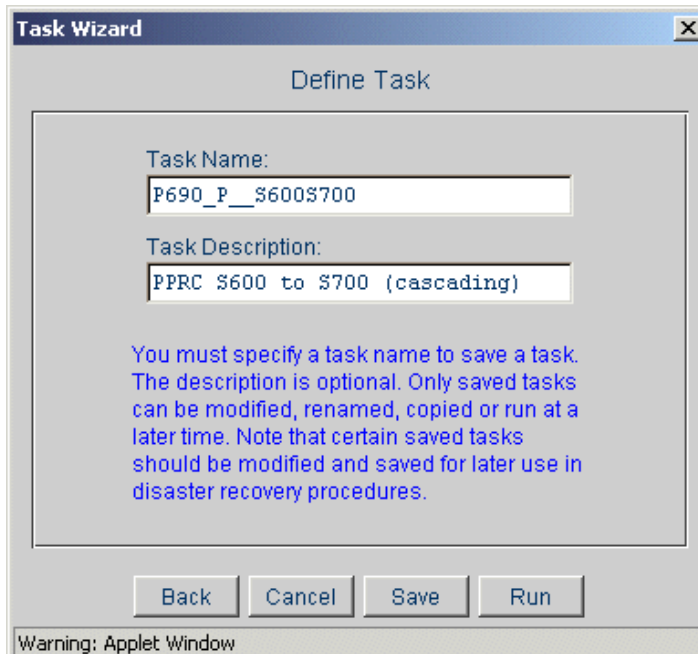 Task Wizard
Define Task
Task Name:
P690_P__S600S700
Task Description:
PPRC S600 to S700 (cascading)
You must specify a task name to save a task.
The description is optional. Only saved tasks
can be modified, renamed, copied or run at a
later time. Note that certain saved tasks
should be modified and saved for later use in
disaster recovery procedures.
Back Cancel Save Run
Warning: Applet Window